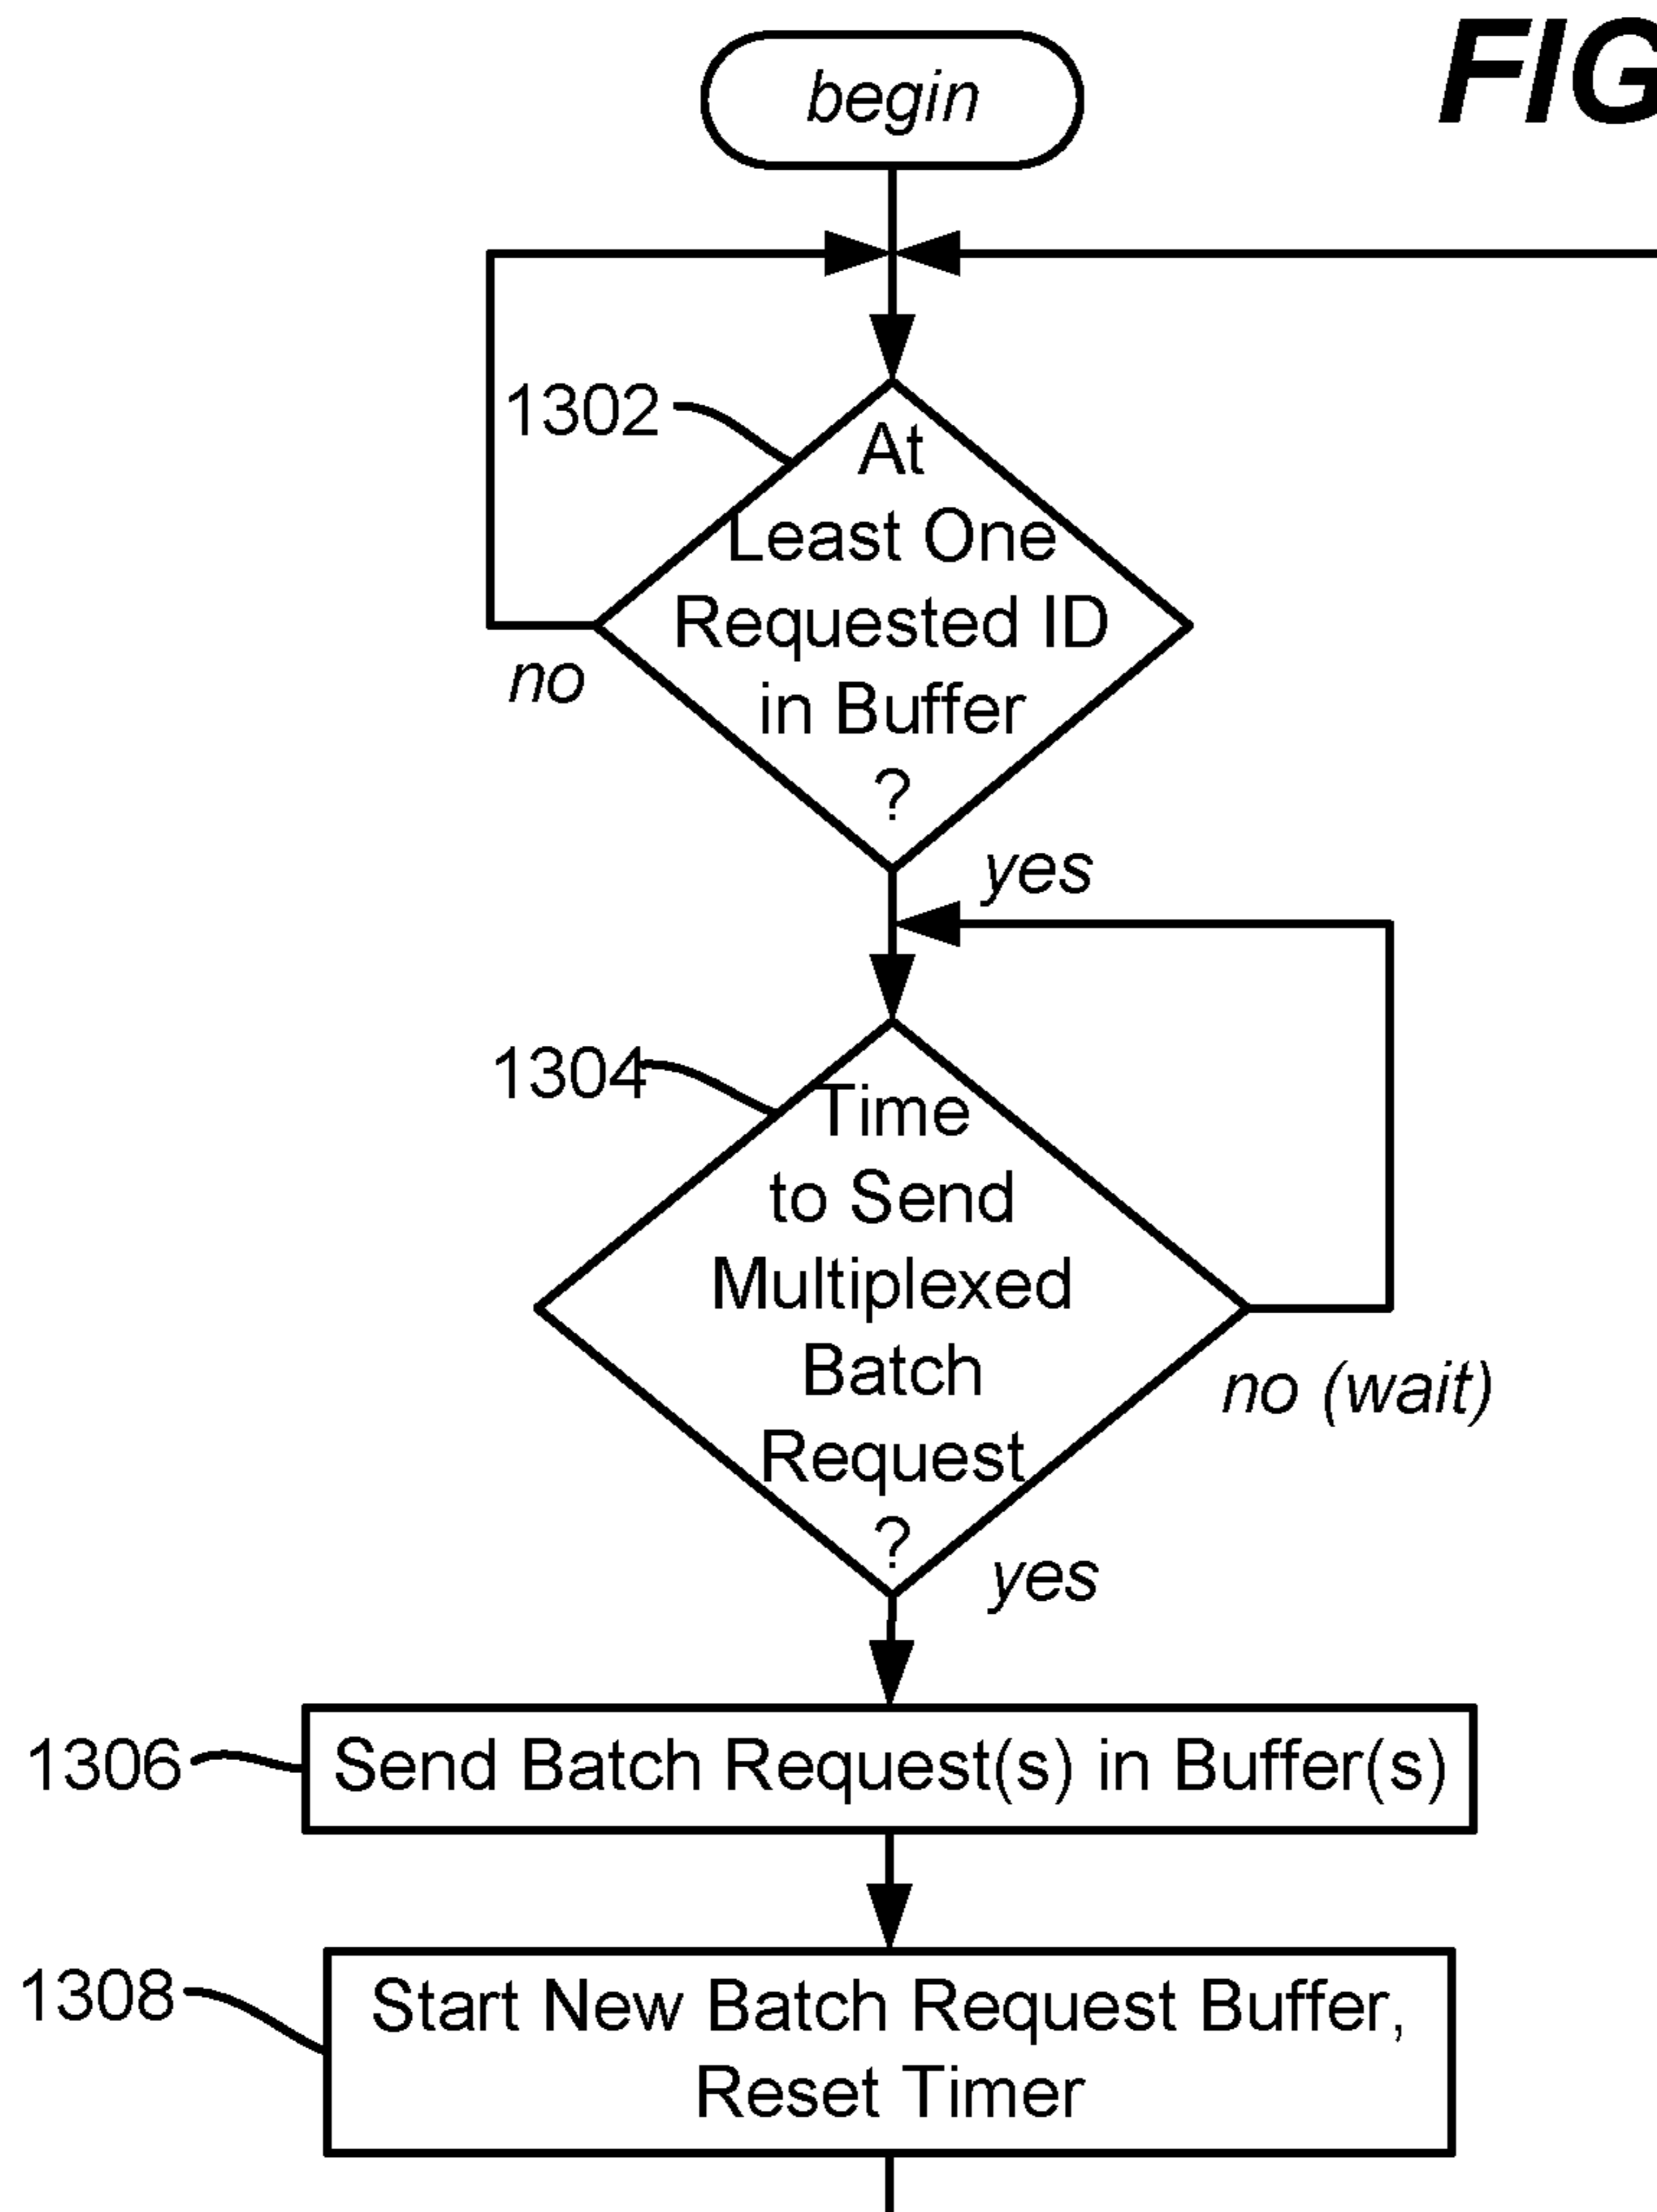 FIG
begin
1302
At
Least One
Requested ID
in Buffer
?
no
yes
1304
Time
to Send
Multiplexed
Batch
Request
?
no (wait)
yes
1306
Send Batch Request(s) in Buffer(s)
1308
Start New Batch Request Buffer,
Reset Timer